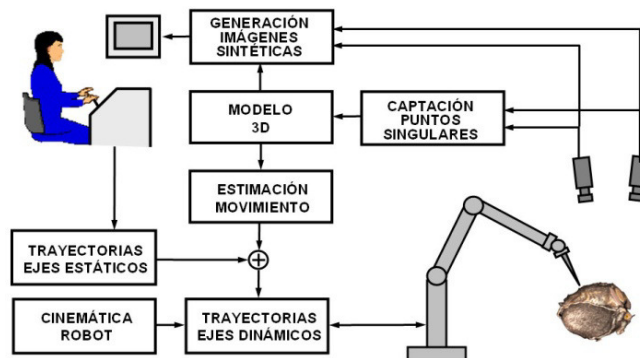 GENERACIÓN
IMÁGENES
SINTÉTICAS
MODELO
3D
CAPTACIÓN
PUNTOS
SINGULARES
ESTIMACIÓN
MOVIMIENTO
TRAYECTORIAS
EJES ESTÁTICOS
CINEMÁTICA
ROBOT
TRAYECTORIAS
EJES DINÁMICOS